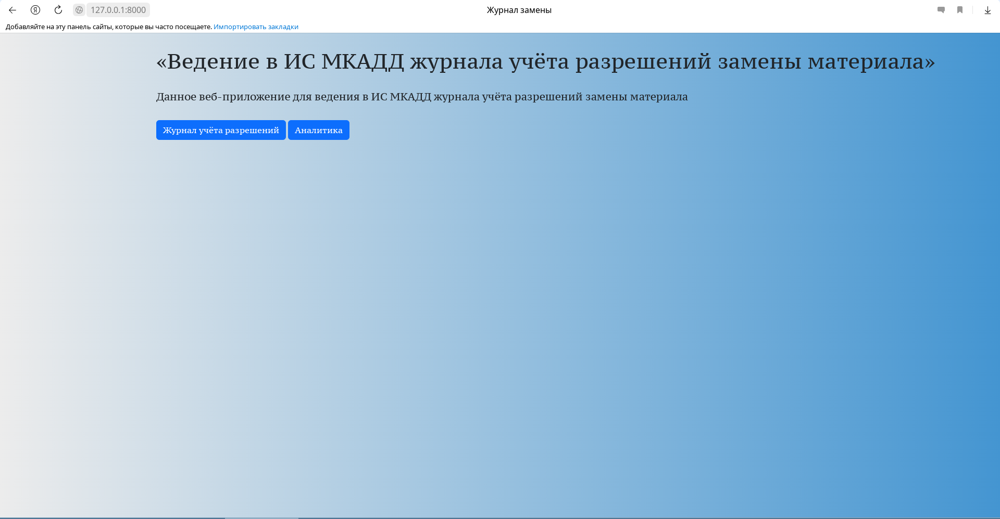 127.0.0.1:8000
Журнал замены
Добавляйте на эту панель сайты, которые вы часто посещаете. Импортировать закладки
«Ведение в ИС МКАДД журнала учёта разрешений замены материала»
Данное веб-приложение для ведения в ИС МКАДД журнала учёта разрешений замены материала
Журнал учёта разрешений Аналитика